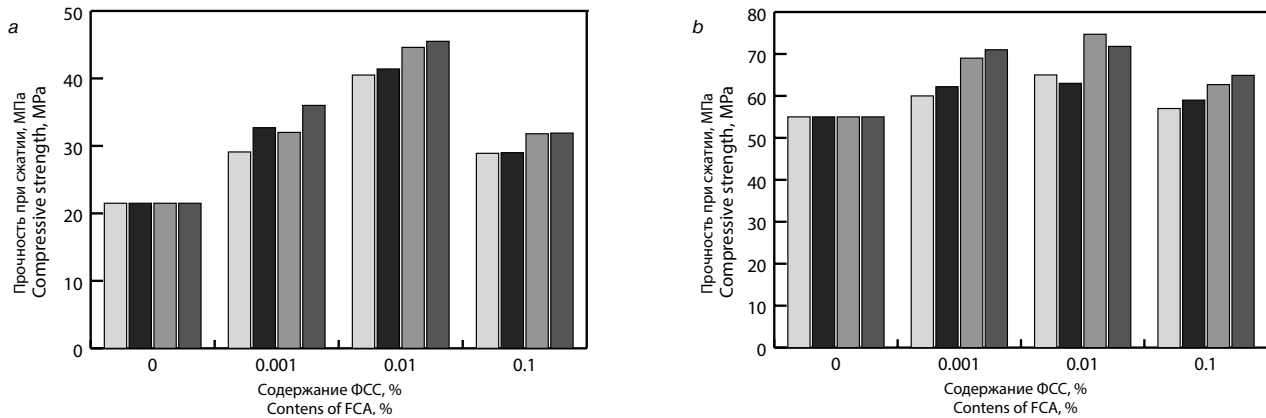 a
Прочность при сжатии, МПа
Compressive strength, MPa
50
40
30
20
10
0
0 0.001 0.01 0.1
Содержание ФСС, %
Contens of FCA, %
b
Прочность при сжатии, МПа
Compressive strength, MPa
80
70
60
50
40
30
20
10
0
0 0.001 0.01 0.1
Содержание ФСС, %
Contens of FCA, %